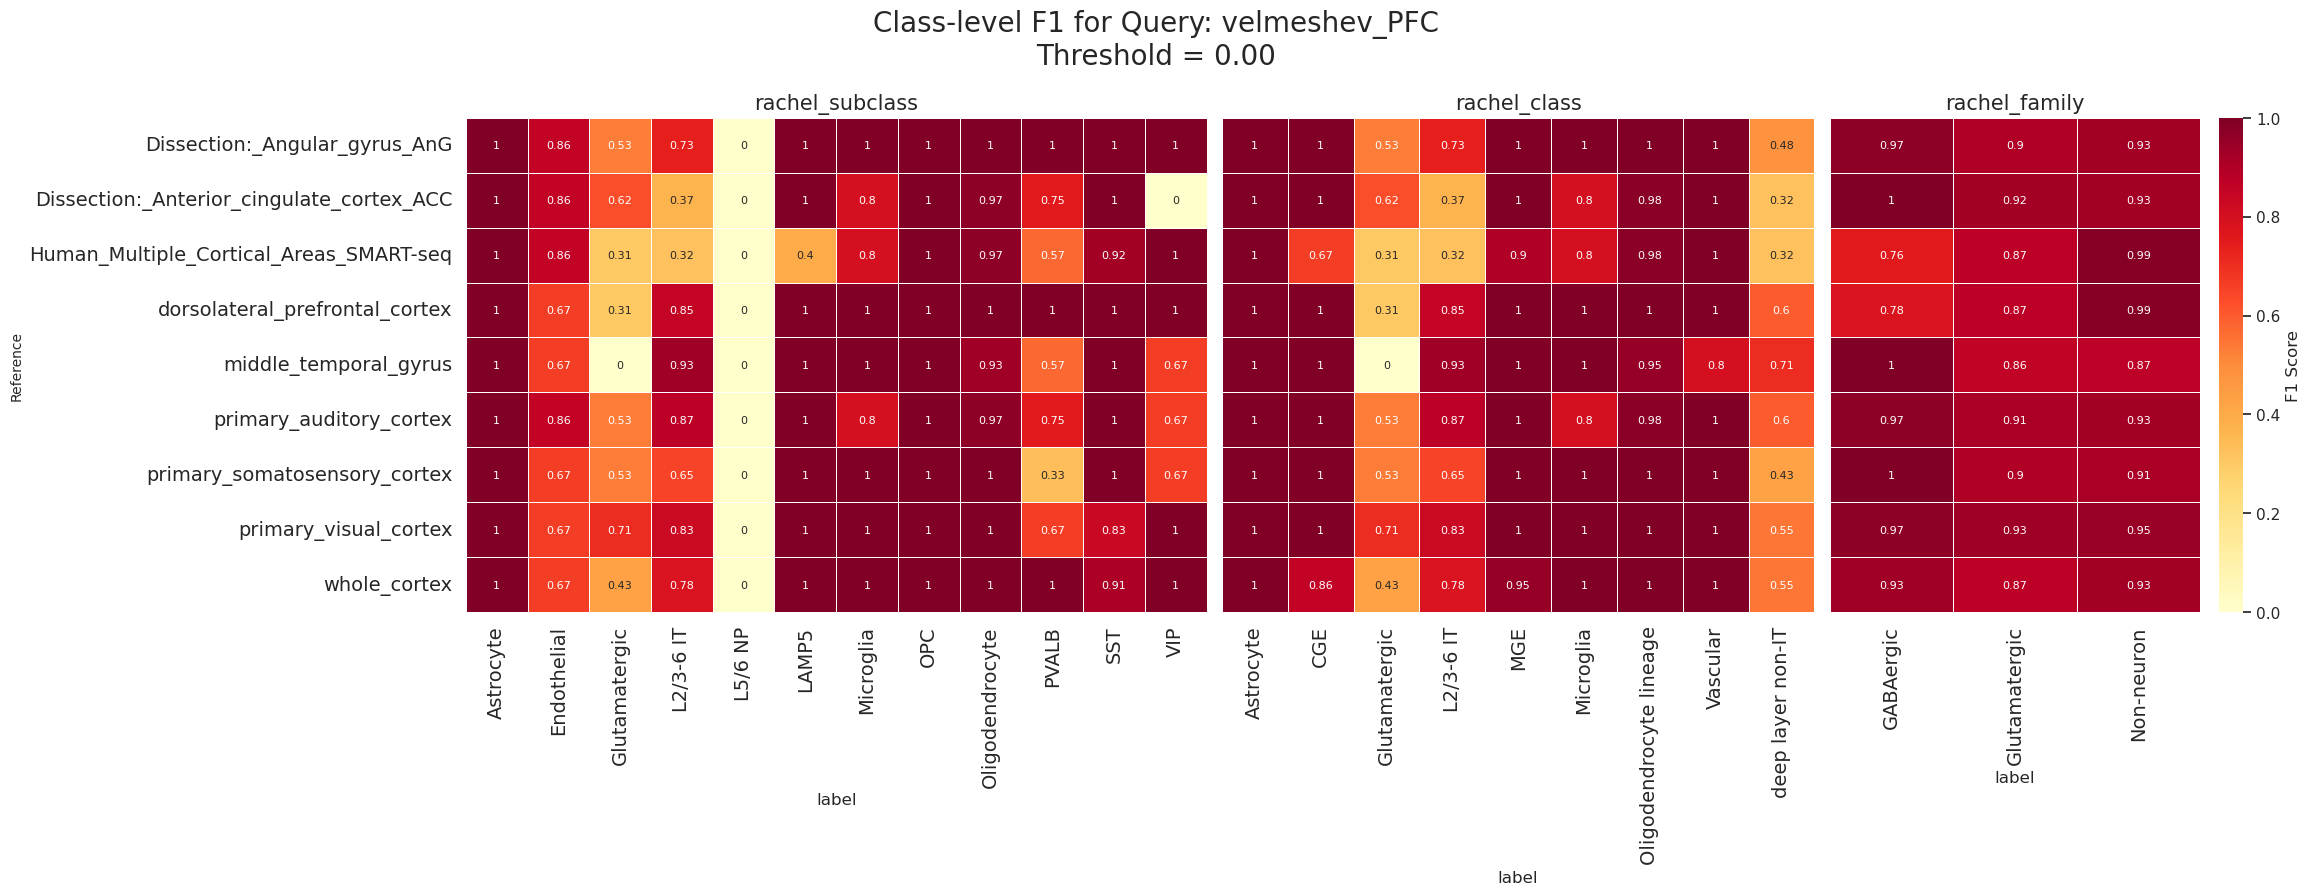 Class-level F1 for Query: velmeshev_PFC
Threshold = 0.00
rachel_subclass rachel_class rachel_family
Reference
Dissection:_Angular_gyrus_AnG 1 0.86 0.53 0.73 0 1 1 1 1 1 1 1 1 1 0.53 0.73 1 1 1 1 0.48 0.97 0.9 0.93
Dissection:_Anterior_cingulate_cortex_ACC 1 0.86 0.62 0.37 0 1 0.8 1 0.97 0.75 1 0 1 1 0.62 0.37 1 0.8 0.98 1 0.32 1 0.92 0.93
Human_Multiple_Cortical_Areas_SMART-seq 1 0.86 0.31 0.32 0 0.4 0.8 1 0.97 0.57 0.92 1 1 0.67 0.31 0.32 0.9 0.8 0.98 1 0.32 0.76 0.87 0.99
dorsolateral_prefrontal_cortex 1 0.67 0.31 0.85 0 1 1 1 1 1 1 1 1 1 0.31 0.85 1 1 1 1 0.6 0.78 0.87 0.99
middle_temporal_gyrus 1 0.67 0 0.93 0 1 1 1 0.93 0.57 1 0.67 1 1 0 0.93 1 1 0.95 0.8 0.71 1 0.86 0.87
primary_auditory_cortex 1 0.86 0.53 0.87 0 1 0.8 1 0.97 0.75 1 0.67 1 1 0.53 0.87 1 0.8 0.98 1 0.6 0.97 0.91 0.93
primary_somatosensory_cortex 1 0.67 0.53 0.65 0 1 1 1 1 0.33 1 0.67 1 1 0.53 0.65 1 1 1 1 0.43 1 0.9 0.91
primary_visual_cortex 1 0.67 0.71 0.83 0 1 1 1 1 0.67 0.83 1 1 1 0.71 0.83 1 1 1 1 0.55 0.97 0.93 0.95
whole_cortex 1 0.67 0.43 0.78 0 1 1 1 1 1 0.91 1 1 0.86 0.43 0.78 0.95 1 1 1 0.55 0.93 0.87 0.93
Astrocyte
Endothelial
Glutamatergic
L2/3-6 IT
L5/6 NP
LAMP5
Microglia
OPC
Oligodendrocyte
PVALB
SST
VIP
label
Astrocyte
CGE
Glutamatergic
L2/3-6 IT
MGE
Microglia
Oligodendrocyte lineage
Vascular
deep layer non-IT
label
GABAergic
Glutamatergic
Non-neuron
label
1.0
0.8
0.6
0.4
0.2
0.0
F1 Score